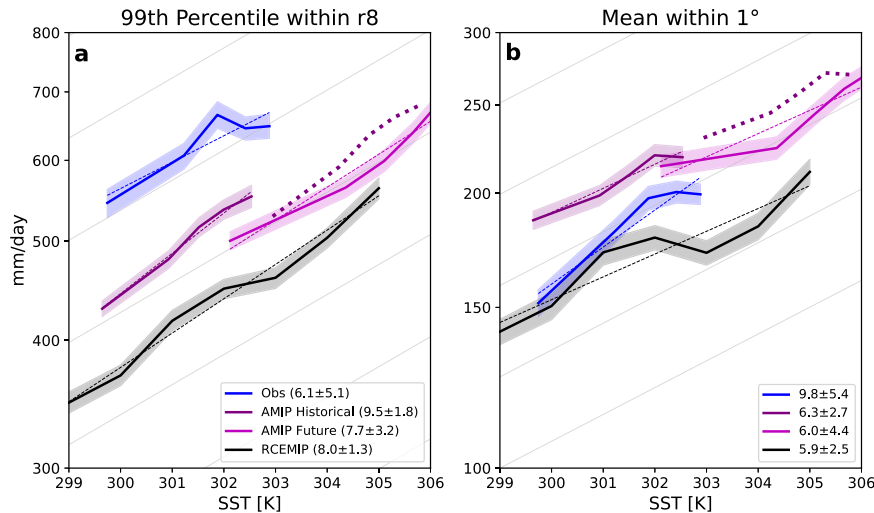 99th Percentile within r8
Mean within 1°
a
b
mm/day
800
700
600
500
400
300
299
300
301
302
303
304
305
306
SST [K]
Obs (6.1±5.1)
AMIP Historical (9.5±1.8)
AMIP Future (7.7±3.2)
RCEMIP (8.0±1.3)
300
250
200
150
100
299
300
301
302
303
304
305
306
SST [K]
9.8±5.4
6.3±2.7
6.0±4.4
5.9±2.5